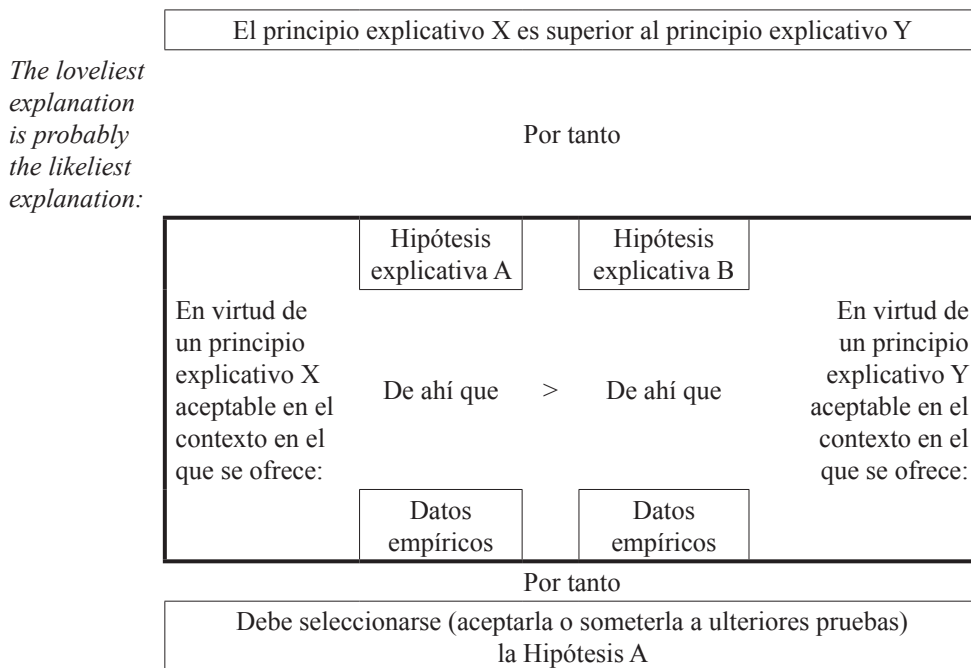 El principio explicativo X es superior al principio explicativo Y
The loveliest
explanation
is probably
the likeliest
explanation:
Por tanto
Hipótesis
explicativa A
Hipótesis
explicativa B
En virtud de
un principio
explicativo X
aceptable en el
contexto en el
que se ofrece:
De ahí que
>
De ahí que
En virtud de
un principio
explicativo Y
aceptable en el
contexto en el
que se ofrece:
Datos
empíricos
Datos
empíricos
Por tanto
Debe seleccionarse (aceptarla o someterla a ulteriores pruebas)
la Hipótesis A